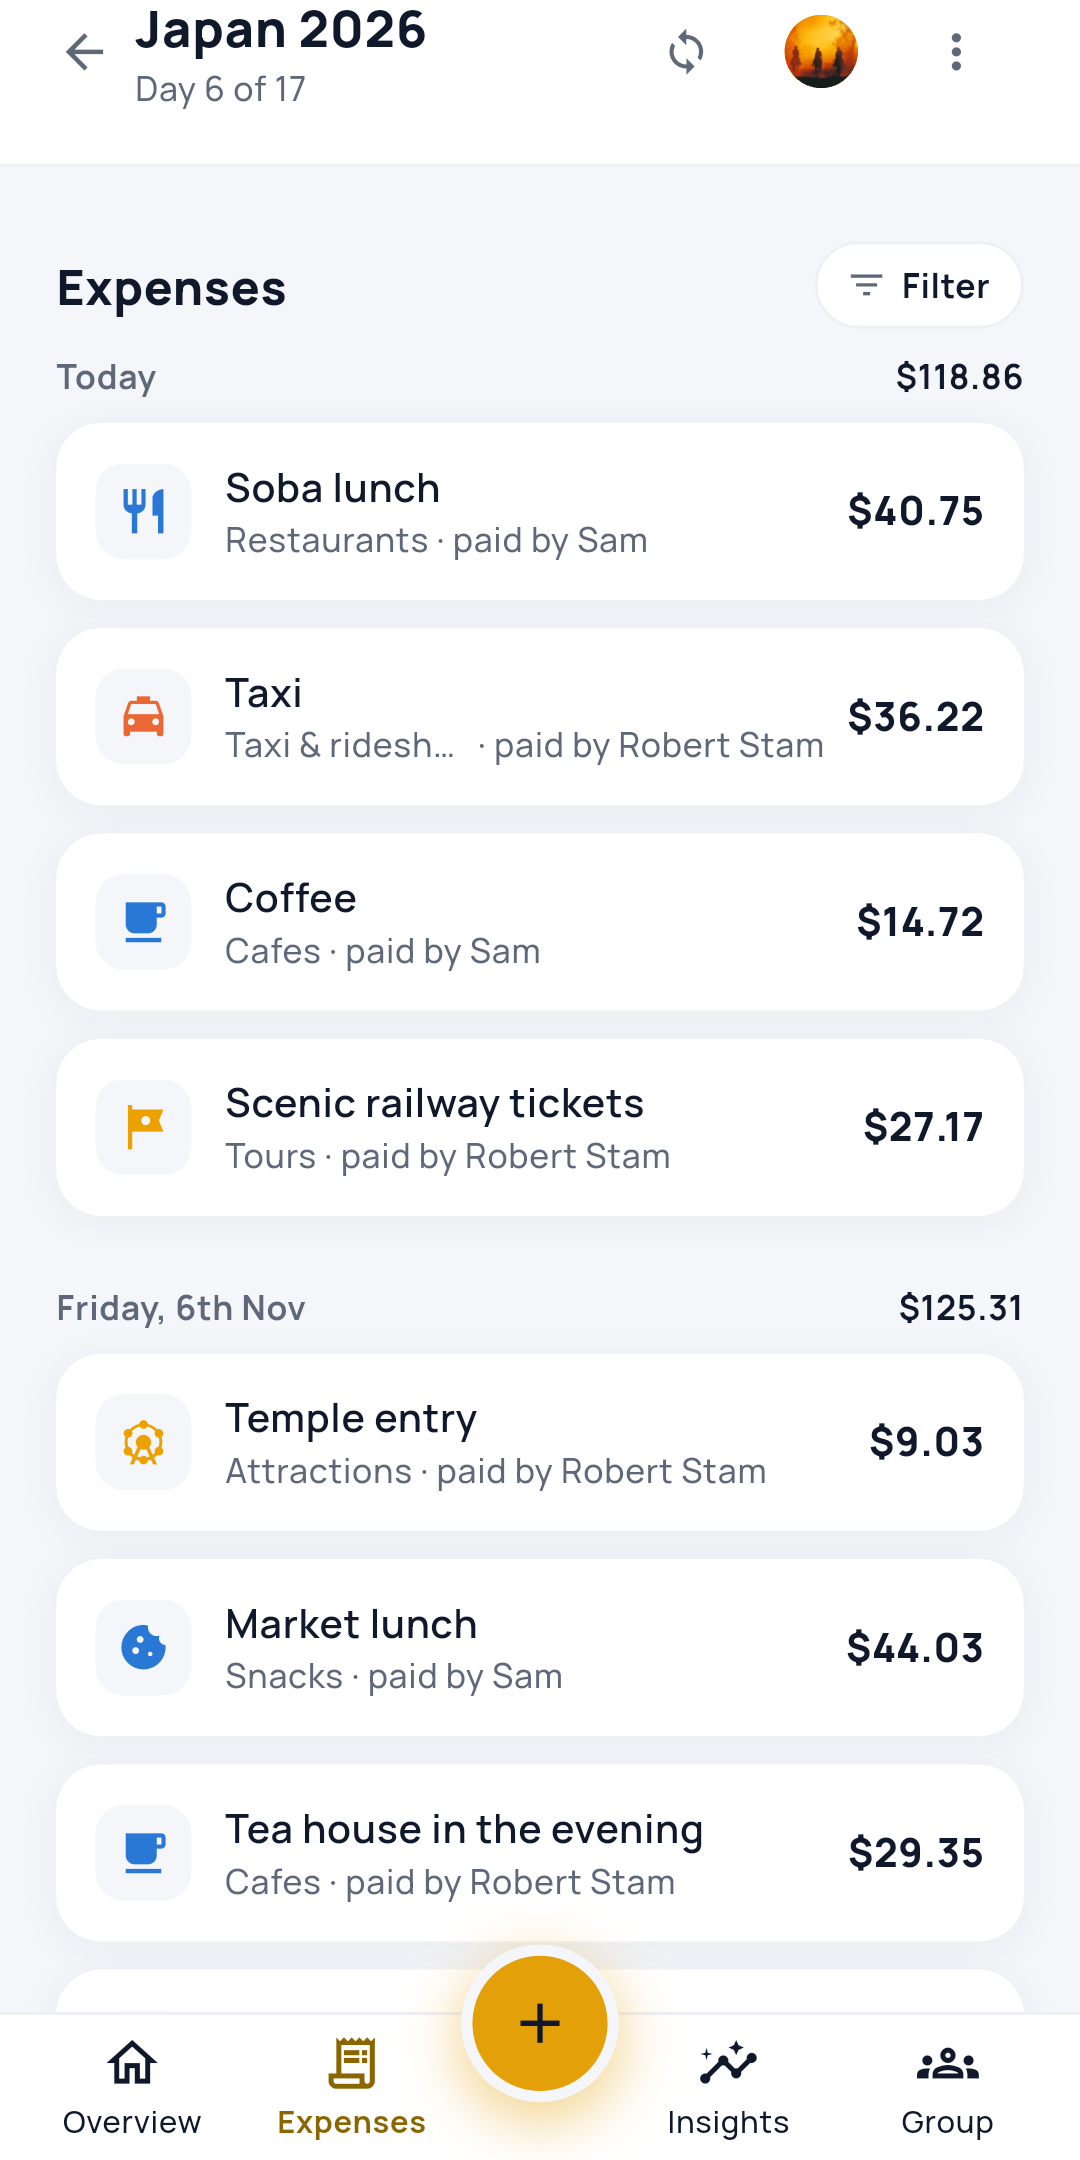 Japan 2026
Day 6 of 17
Expenses
Filter
Today
$118.86
Soba lunch
Restaurants · paid by Sam
$40.75
Taxi
Taxi & ridesh... · paid by Robert Stam
$36.22
Coffee
Cafes · paid by Sam
$14.72
Scenic railway tickets
Tours · paid by Robert Stam
$27.17
Friday, 6th Nov
$125.31
Temple entry
Attractions · paid by Robert Stam
$9.03
Market lunch
Snacks · paid by Sam
$44.03
Tea house in the evening
Cafes · paid by Robert Stam
$29.35
Overview
Expenses
Insights
Group